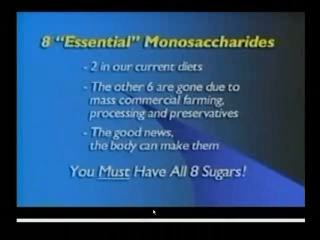 8 "Essential" Monosaccharides
- 2 in our current diets
- The other 6 are gone due to
mass commercial farming,
processing and preservatives
- The good news,
the body can make them
You Must Have All 8 Sugars!